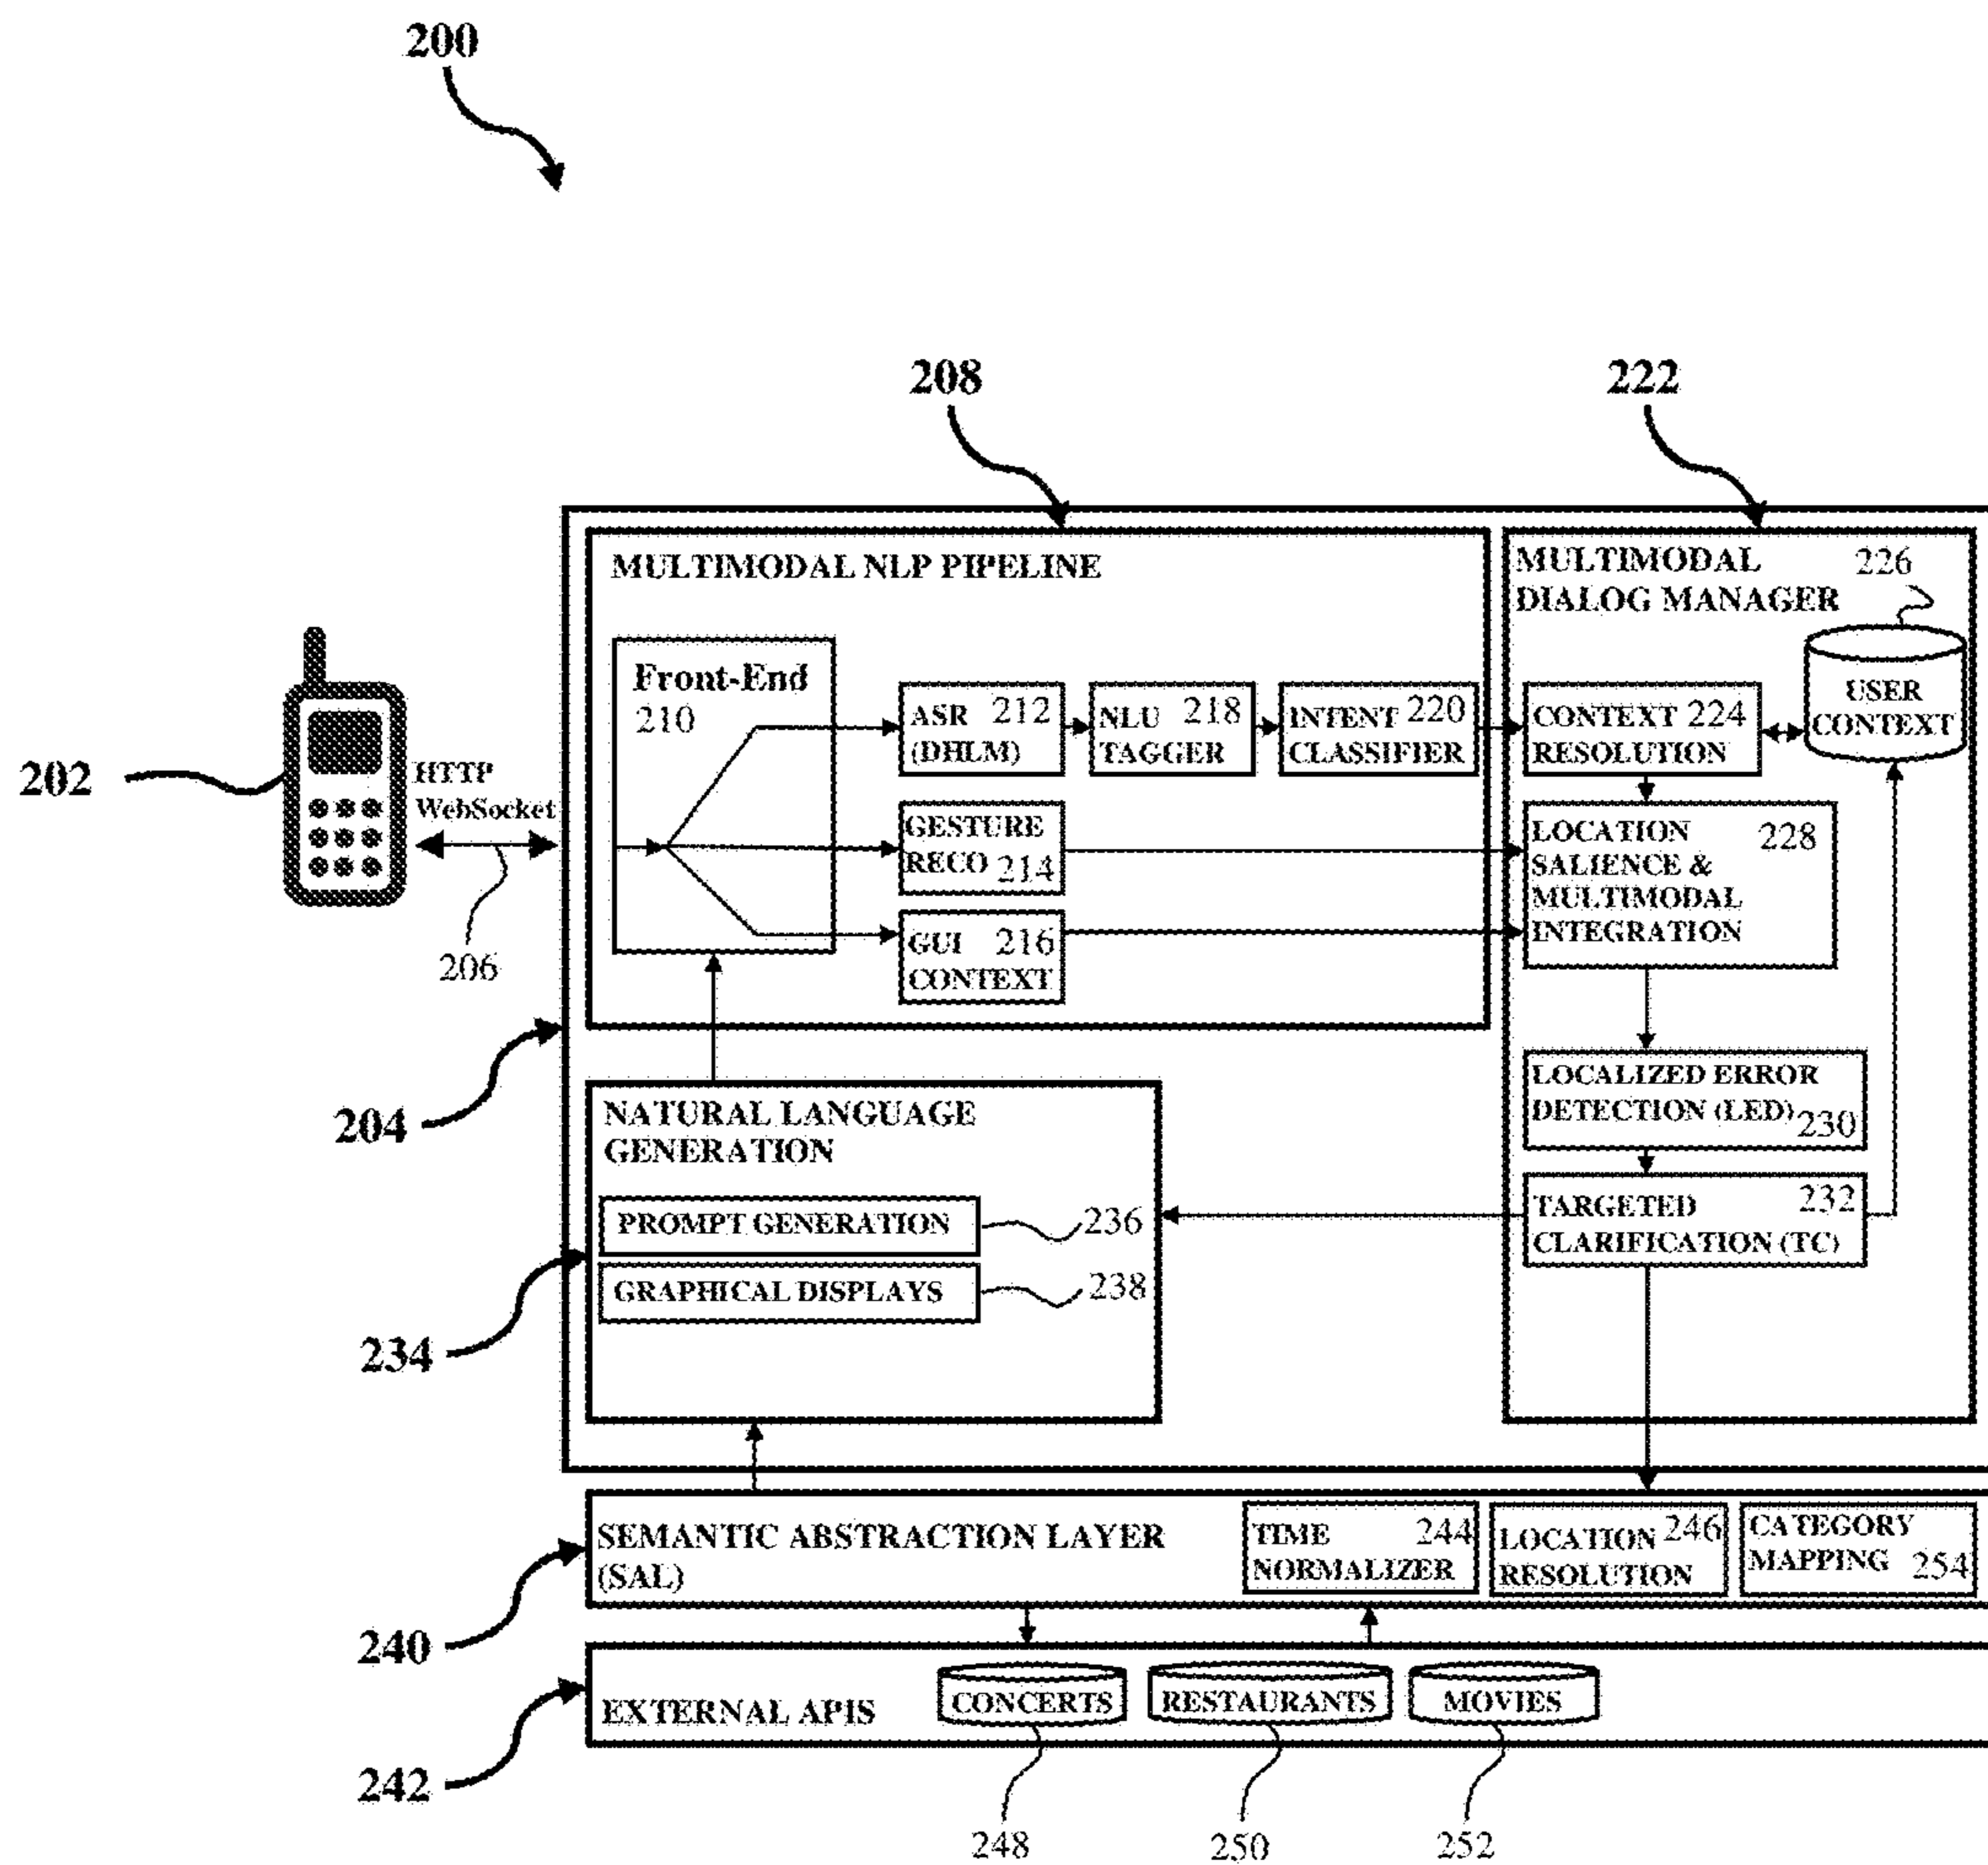 200
208
222
MULTIMODAL NLP PIPELINE
MULTIMODAL
DIALOG MANAGER
226
Front-End
210
ASR 212
(DHLM)
NLU 218
TAGGER
INTENT 220
CLASSIFIER
CONTEXT 224
RESOLUTION
USER
CONTEXT
202
HTTP
WebSocket
206
GESTURE
RECO 214
GUI 216
CONTEXT
LOCATION 228
SALIENCE &
MULTIMODAL
INTEGRATION
204
LOCALIZED ERROR
DETECTION (LED) 230
TARGETED 232
CLARIFICATION (TC)
NATURAL LANGUAGE
GENERATION
PROMPT GENERATION 236
GRAPHICAL DISPLAYS 238
234
SEMANTIC ABSTRACTION LAYER
(SAL)
TIME 244
NORMALIZER
LOCATION 246
RESOLUTION
CATEGORY
MAPPING 254
240
EXTERNAL APIS
CONCERTS
RESTAURANTS
MOVIES
242
248
250
252